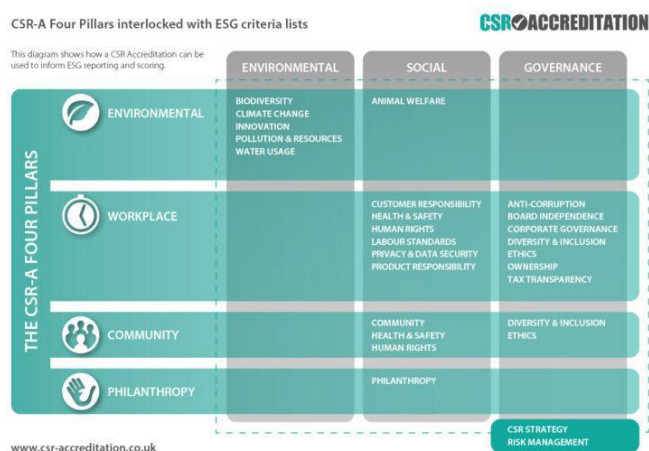 CSR-A Four Pillars interlocked with ESG criteria lists
CSR ACCREDITATION
This diagram shows how a CSR Accreditation can be
used to inform ESG reporting and scoring.
ENVIRONMENTAL
SOCIAL
GOVERNANCE
THE CSR-A FOUR PILLARS
ENVIRONMENTAL
BIODIVERSITY
CLIMATE CHANGE
INNOVATION
POLLUTION & RESOURCES
WATER USAGE
ANIMAL WELFARE
WORKPLACE
CUSTOMER RESPONSIBILITY
HEALTH & SAFETY
HUMAN RIGHTS
LABOUR STANDARDS
PRIVACY & DATA SECURITY
PRODUCT RESPONSIBILITY
ANTI-CORRUPTION
BOARD INDEPENDENCE
CORPORATE GOVERNANCE
DIVERSITY & INCLUSION
ETHICS
OWNERSHIP
TAX TRANSPARENCY
COMMUNITY
COMMUNITY
HEALTH & SAFETY
HUMAN RIGHTS
DIVERSITY & INCLUSION
ETHICS
PHILANTHROPY
PHILANTHROPY
CSR STRATEGY
RISK MANAGEMENT
www.csr-accreditation.co.uk